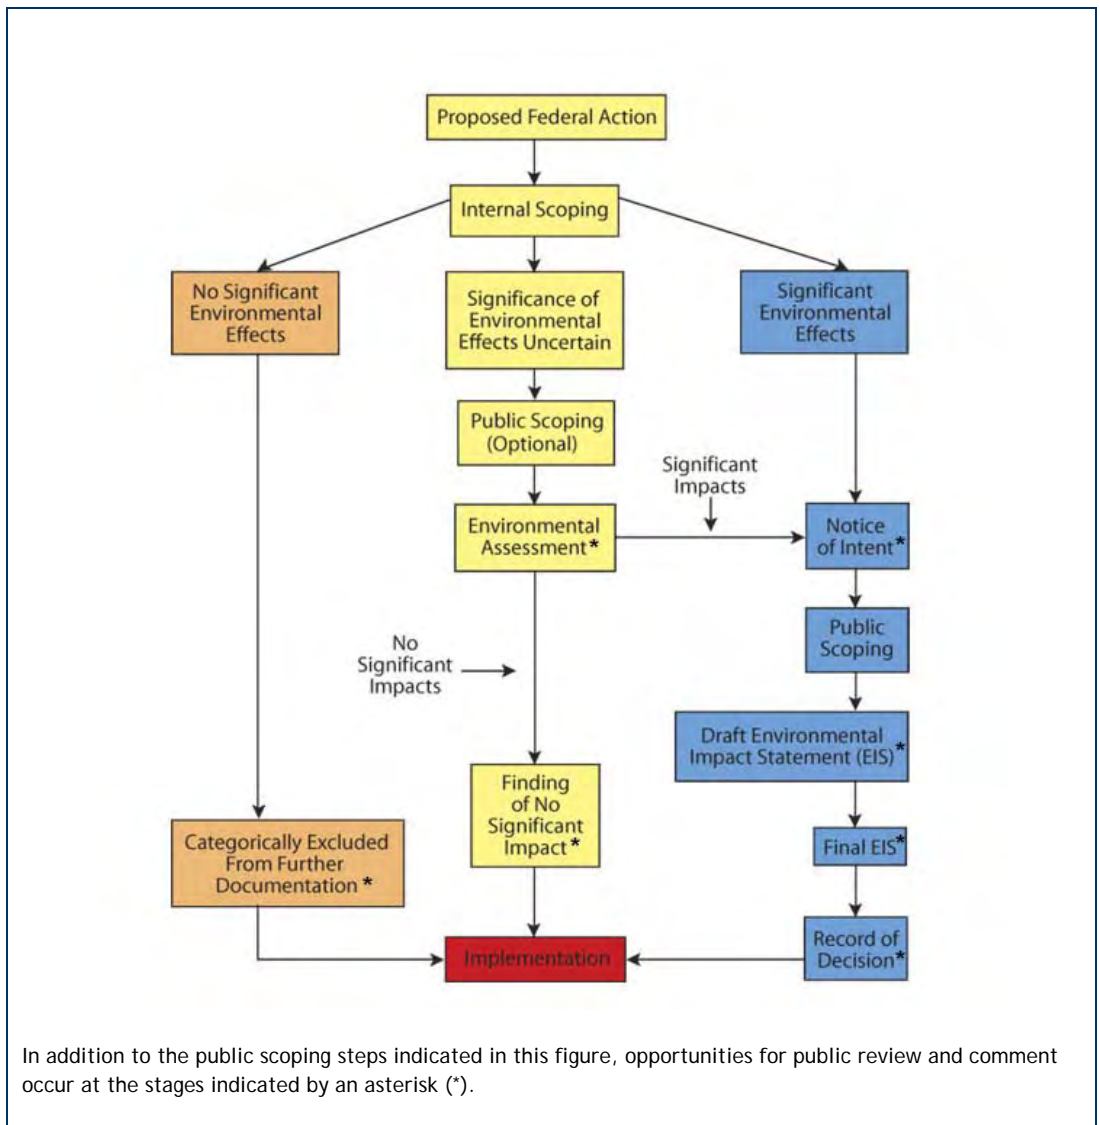 Proposed Federal Action
Internal Scoping
No Significant
Environmental
Effects
Significance of
Environmental
Effects Uncertain
Significant
Environmental
Effects
Public Scoping
(Optional)
Significant
Impacts
Environmental
Assessment*
Notice
of Intent*
Public
Scoping
No
Significant
Impacts
Draft Environmental
Impact Statement (EIS)*
Finding
of No
Significant
Impact*
Categorically Excluded
From Further
Documentation *
Final EIS*
Record of
Decision*
Implementation
In addition to the public scoping steps indicated in this figure, opportunities for public review and comment
occur at the stages indicated by an asterisk (*).